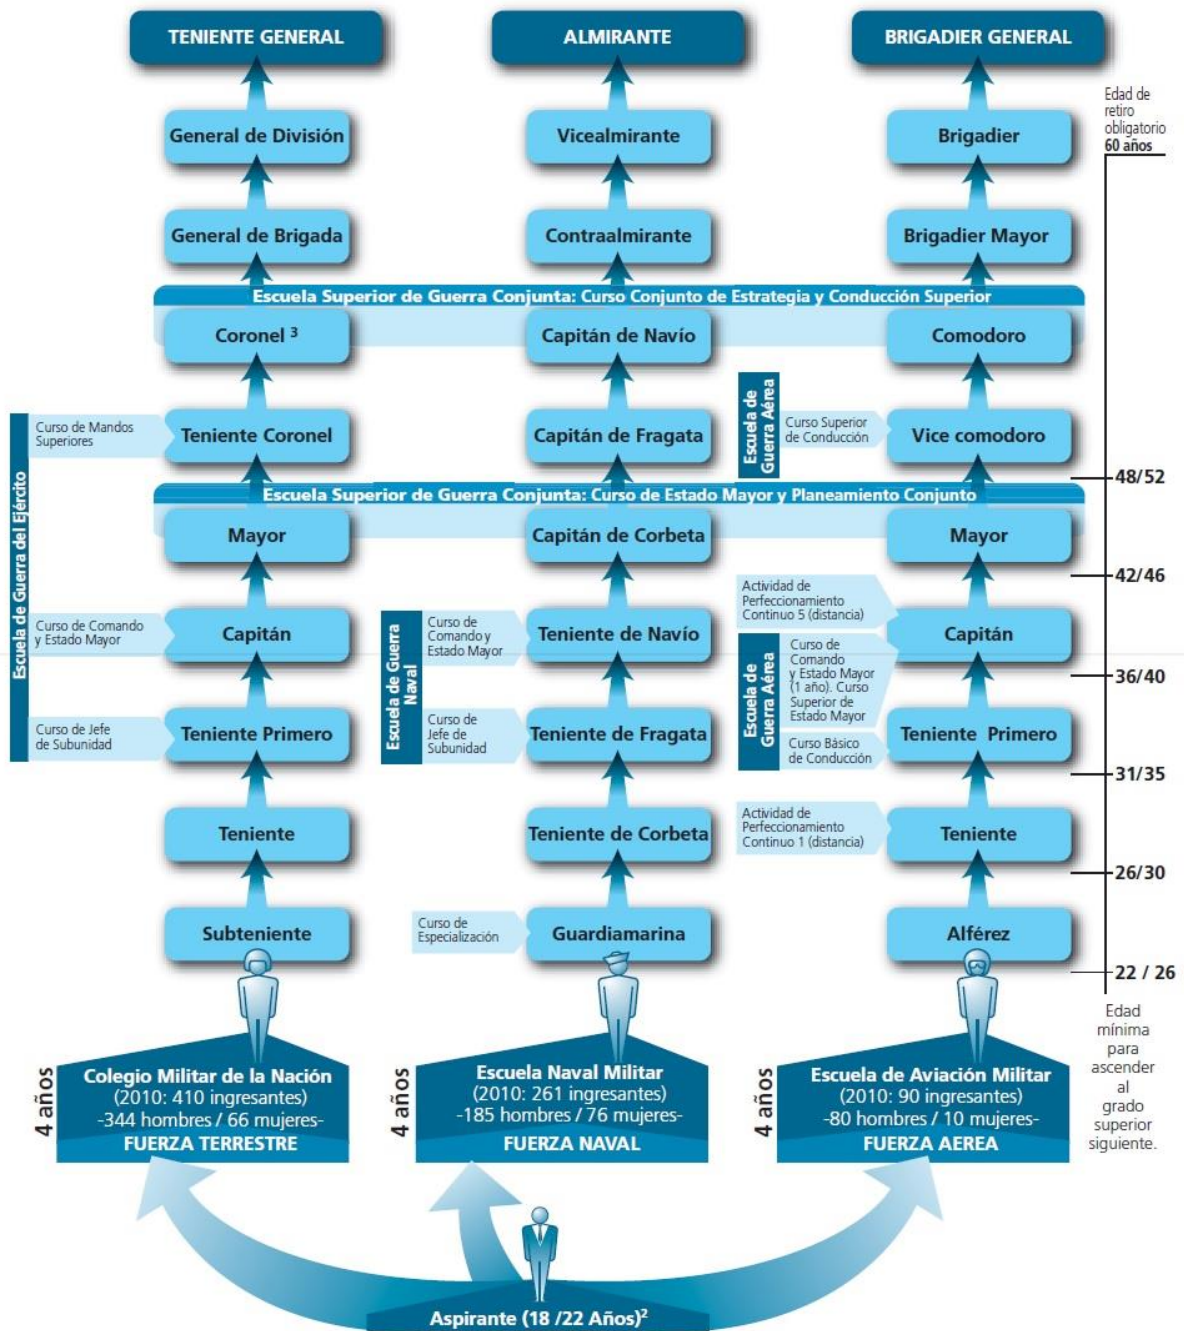 TENIENTE GENERAL
ALMIRANTE
BRIGADIER GENERAL
Edad de
retiro
obligatorio
60 años
General de División
Vicealmirante
Brigadier
General de Brigada
Contraalmirante
Brigadier Mayor
Escuela Superior de Guerra Conjunta: Curso Conjunto de Estrategia y Conducción Superior
Coronel ³
Capitán de Navío
Comodoro
Escuela de Guerra del Ejército
Curso de Mandos
Superiores
Teniente Coronel
Capitán de Fragata
Escuela de
Guerra Aérea
Curso Superior
de Conducción
Vice comodoro
48/52
Escuela Superior de Guerra Conjunta: Curso de Estado Mayor y Planeamiento Conjunto
Mayor
Capitán de Corbeta
Mayor
42/46
Curso de Comando
y Estado Mayor
Capitán
Escuela de Guerra
Naval
Curso de
Comando y
Estado Mayor
Teniente de Navío
Actividad de
Perfeccionamiento
Continuo 5 (distancia)
Capitán
Escuela de
Guerra Aérea
Curso de
Comando
y Estado Mayor
(1 año). Curso
Superior de
Estado Mayor
36/40
Curso de Jefe
de Subunidad
Teniente Primero
Curso de
Jefe de
Subunidad
Teniente de Fragata
Curso Básico
de Conducción
Teniente Primero
31/35
Teniente
Teniente de Corbeta
Actividad de
Perfeccionamiento
Continuo 1 (distancia)
Teniente
26/30
Subteniente
Curso de
Especialización
Guardiamarina
Alférez
22 / 26
Edad
mínima
para
ascender
al
grado
superior
siguiente.
4 años
Colegio Militar de la Nación
(2010: 410 ingresantes)
-344 hombres / 66 mujeres-
FUERZA TERRESTRE
4 años
Escuela Naval Militar
(2010: 261 ingresantes)
-185 hombres / 76 mujeres-
FUERZA NAVAL
4 años
Escuela de Aviación Militar
(2010: 90 ingresantes)
-80 hombres / 10 mujeres-
FUERZA AEREA
Aspirante (18 /22 Años)²